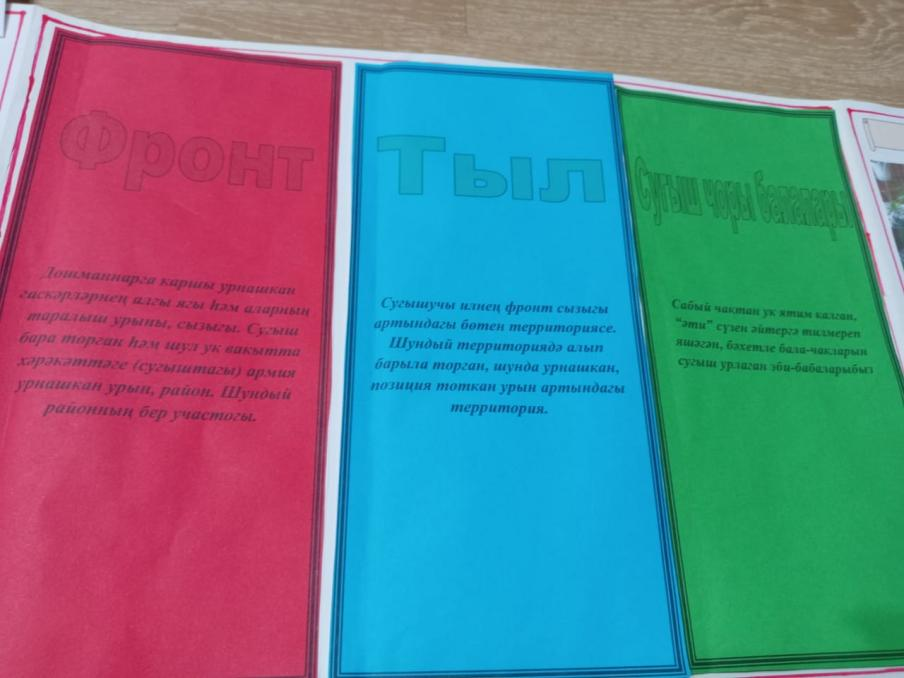 Фронт
Дошманнарга каршы урнашкан
гаскәрләрнең алгы ягы һәм аларның
таралыш урыны, сызыгы. Сугыш
бара торган һәм шул ук вакытта
хәрәкәттәге (сугыштагы) армия
урнашкан урын, район. Шундый
районның бер участогы.
Тыл
Сугышучы илнең фронт сызыгы
артындагы бөтен территориясе.
Шундый территориядә алып
барыла торган, шунда урнашкан,
позиция тоткан урын артындагы
территория.
Сугыш чоры балалары
Сабый чактан ук ятим калган,
“әти” сүзен әйтергә тилмереп
яшәгән, бәхетле бала-чакларын
сугыш урлаган әби-бабаларыбыз